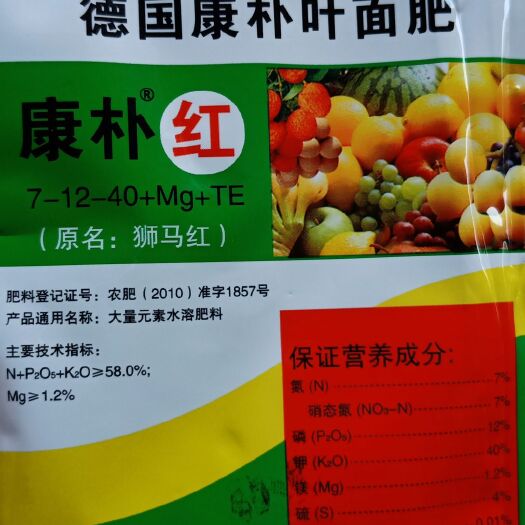 德国康朴叶面肥
康朴®红
7-12-40+Mg+TE
（原名：狮马红）
肥料登记证号：农肥（2010）准字1857号
产品通用名称：大量元素水溶肥料
主要技术指标：
N+P₂O₅+K₂O≥58.0%;
Mg≥1.2%
保证营养成分:
氮 (N) 7%
硝态氮 (NO₃-N) 7%
磷 (P₂O₅) 12%
钾 (K₂O) 40%
镁 (Mg) 1.2%
硫 (S) 4%
0.01%